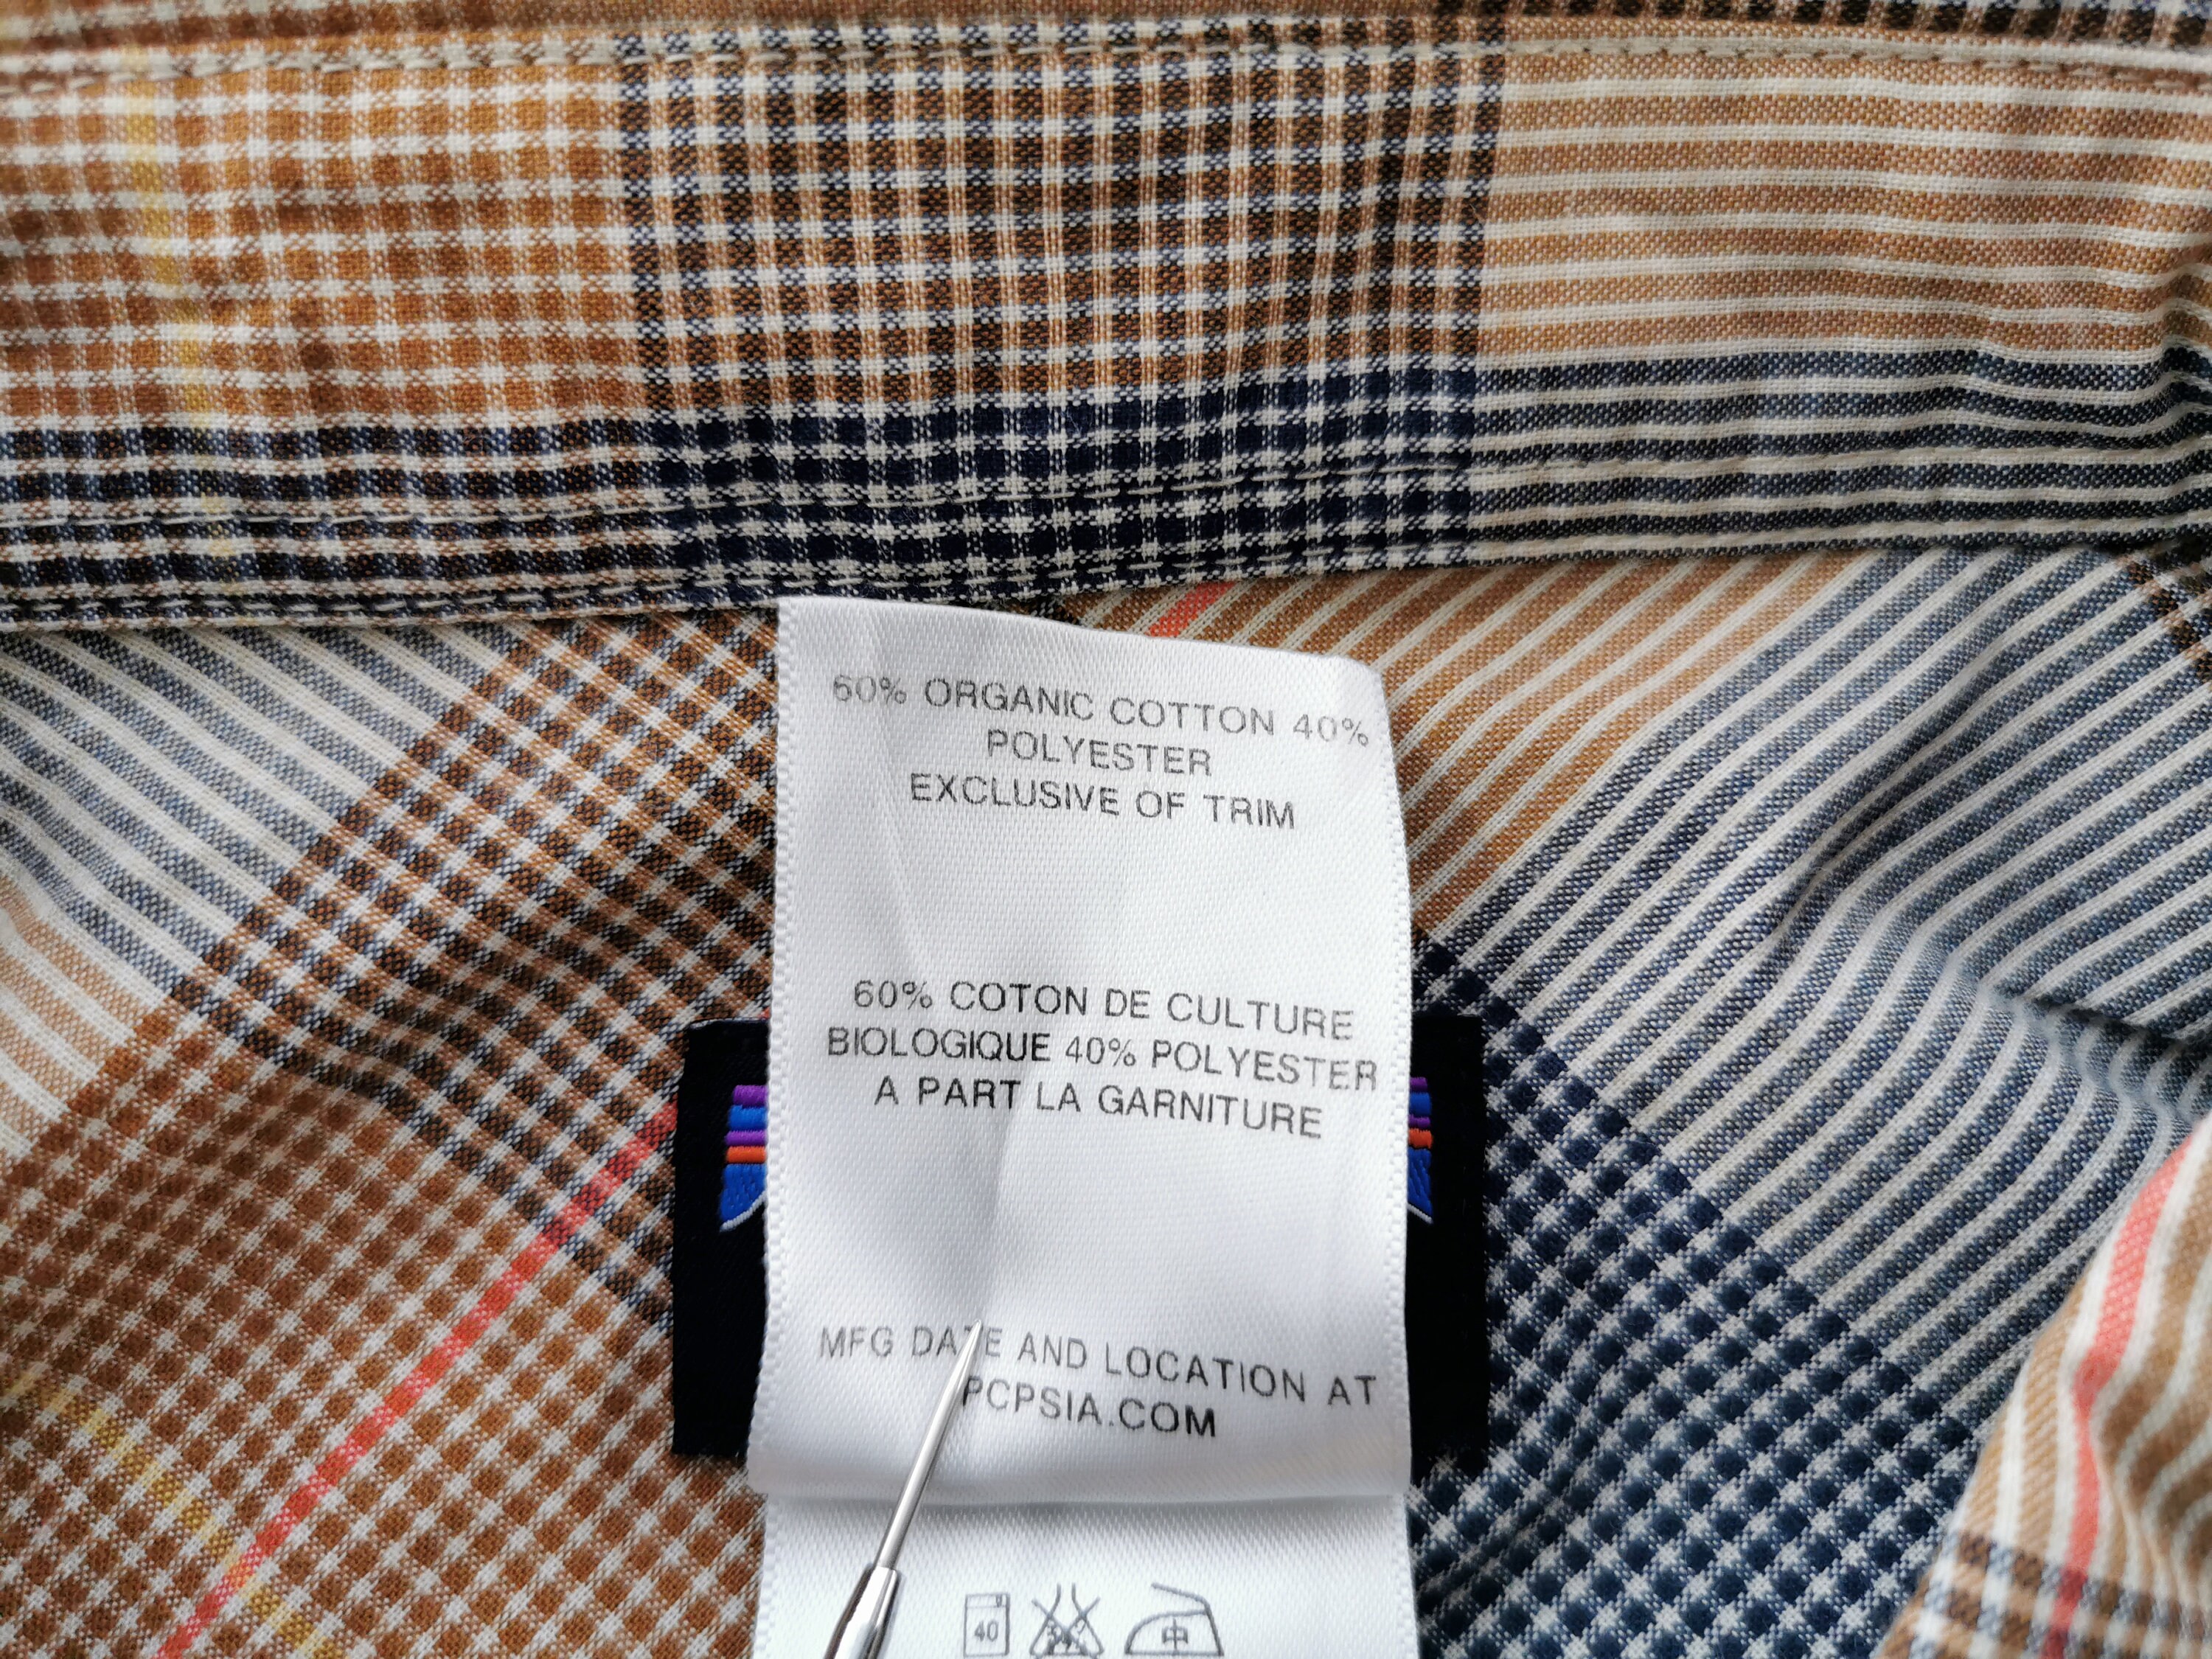 60% ORGANIC COTTON 40%
POLYESTER
EXCLUSIVE OF TRIM
60% COTON DE CULTURE
BIOLOGIQUE 40% POLYESTER
A PART LA GARNITURE
MFG DATE AND LOCATION AT
PCPSIA.COM
40 中